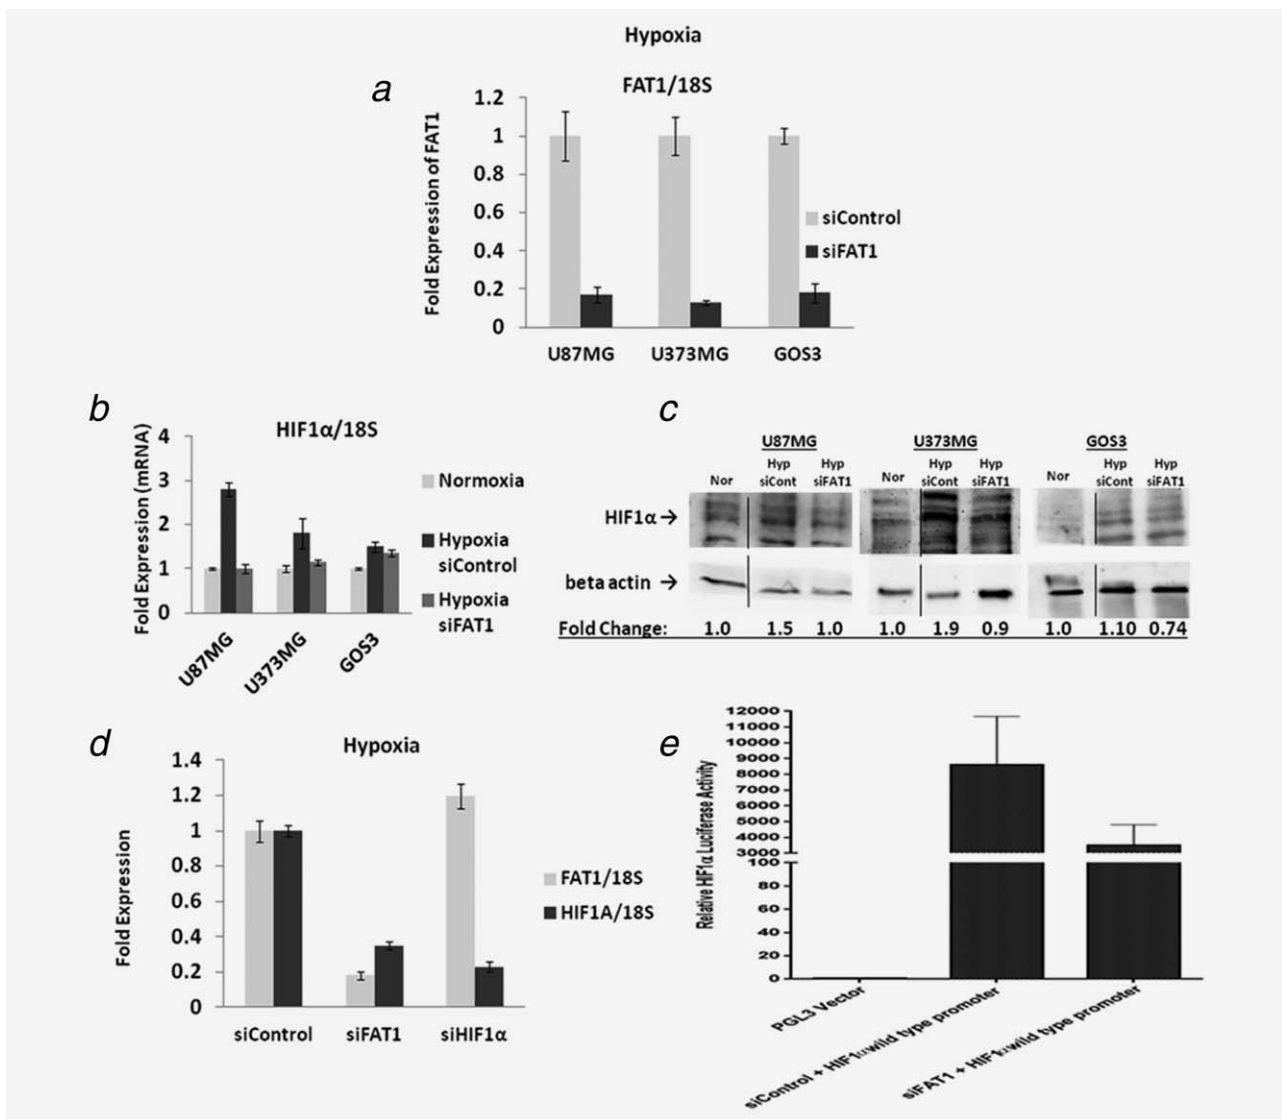 Hypoxia
a
FAT1/18S
Fold Expression of FAT1
1.2
1
0.8
0.6
0.4
0.2
0
siControl
siFAT1
U87MG U373MG GOS3
b
HIF1α/18S
Fold Expression (mRNA)
4
3
2
1
0
Normoxia
Hypoxia
siControl
Hypoxia
siFAT1
U87MG
U373MG
GOS3
c
U87MG U373MG GOS3
Nor Hyp siCont Hyp siFAT1 Nor Hyp siCont Hyp siFAT1 Nor Hyp siCont Hyp siFAT1
HIF1α →
beta actin →
Fold Change: 1.0 1.5 1.0 1.0 1.9 0.9 1.0 1.10 0.74
d
Hypoxia
Fold Expression
1.4
1.2
1
0.8
0.6
0.4
0.2
0
FAT1/18S
HIF1A/18S
siControl siFAT1 siHIF1α
e
Relative HIF1α Luciferase Activity
12000
11000
10000
9000
8000
7000
6000
5000
4000
3000
100
80
60
40
20
0
PGL3 Vector
siControl + HIF1αwild type promoter
siFAT1 + HIF1αwild type promoter